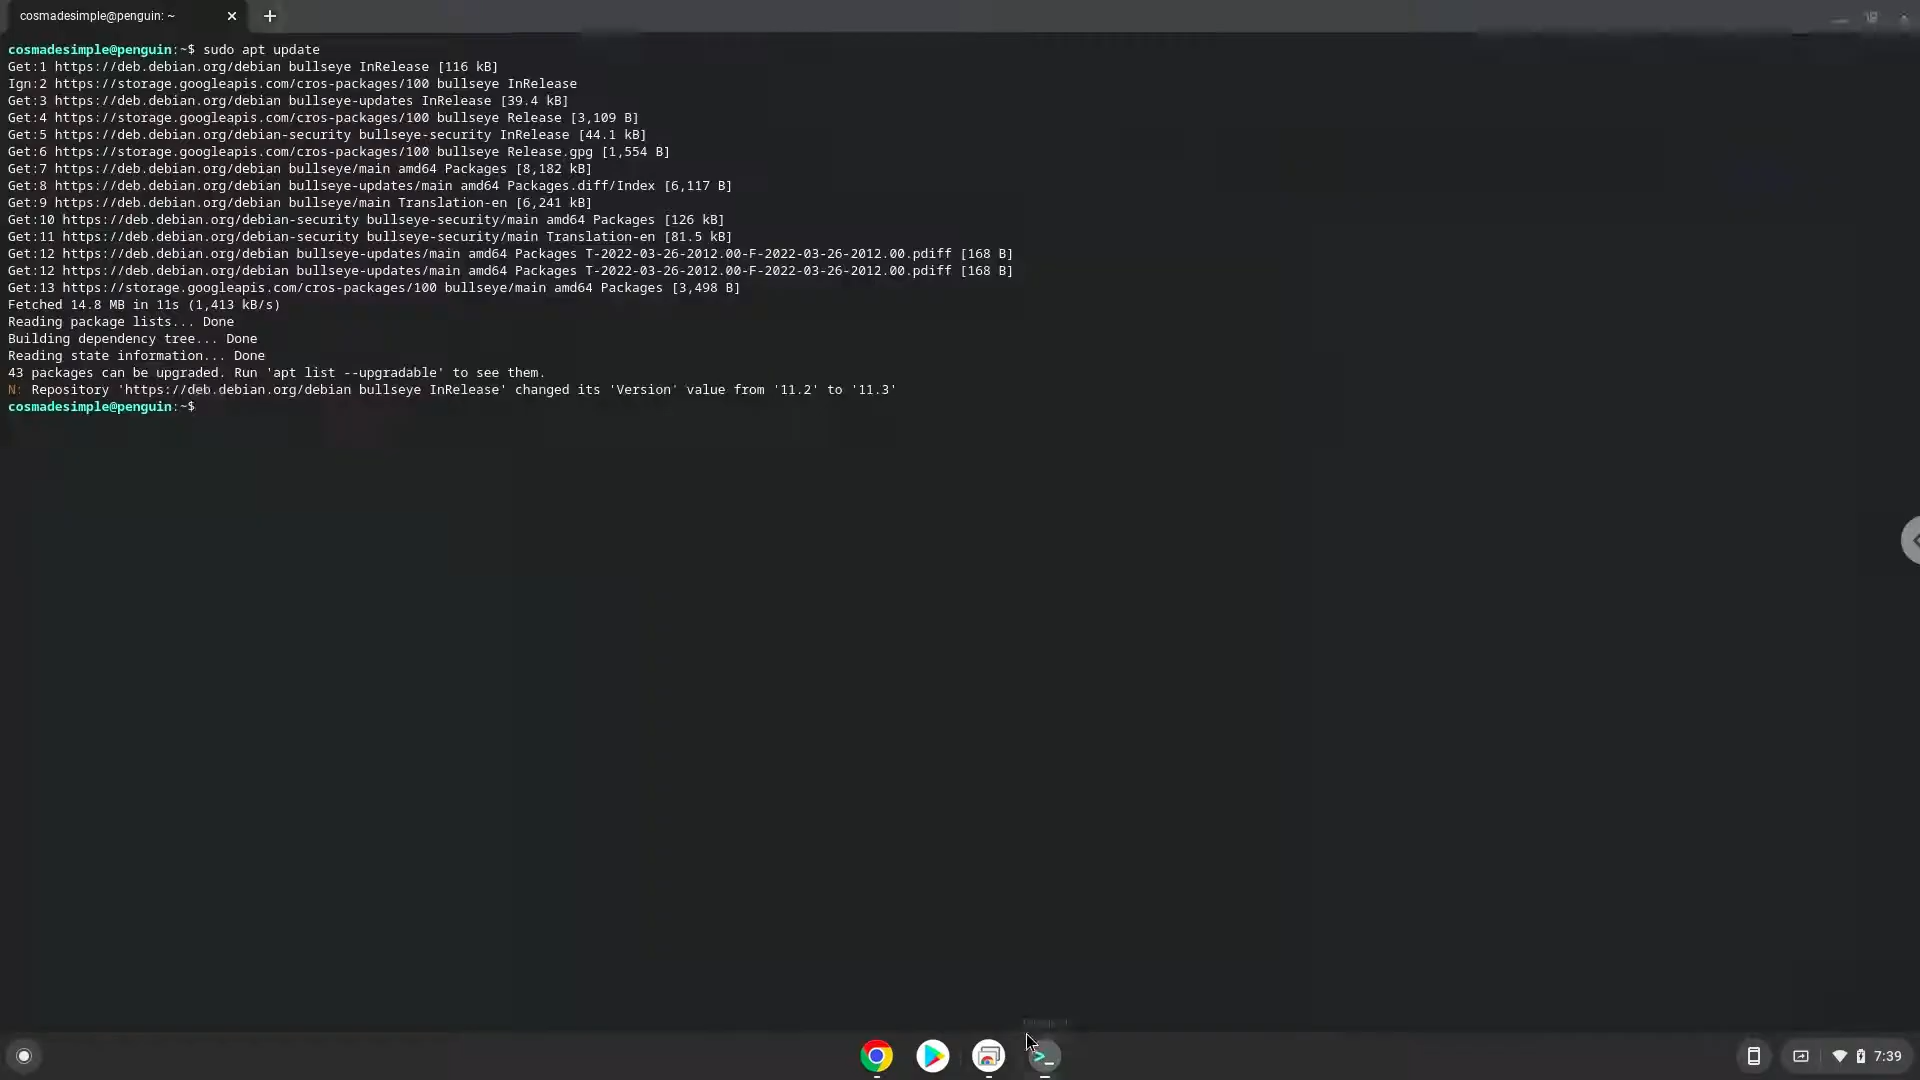 cosmadesimple@penguin: ~
cosmadesimple@penguin:~$ sudo apt update
Get:1 https://deb.debian.org/debian bullseye InRelease [116 kB]
Ign:2 https://storage.googleapis.com/cros-packages/100 bullseye InRelease
Get:3 https://deb.debian.org/debian bullseye-updates InRelease [39.4 kB]
Get:4 https://storage.googleapis.com/cros-packages/100 bullseye Release [3,109 B]
Get:5 https://deb.debian.org/debian-security bullseye-security InRelease [44.1 kB]
Get:6 https://storage.googleapis.com/cros-packages/100 bullseye Release.gpg [1,554 B]
Get:7 https://deb.debian.org/debian bullseye/main amd64 Packages [8,182 kB]
Get:8 https://deb.debian.org/debian bullseye-updates/main amd64 Packages.diff/Index [6,117 B]
Get:9 https://deb.debian.org/debian bullseye/main Translation-en [6,241 kB]
Get:10 https://deb.debian.org/debian-security bullseye-security/main amd64 Packages [126 kB]
Get:11 https://deb.debian.org/debian-security bullseye-security/main Translation-en [81.5 kB]
Get:12 https://deb.debian.org/debian bullseye-updates/main amd64 Packages T-2022-03-26-2012.00-F-2022-03-26-2012.00.pdiff [168 B]
Get:12 https://deb.debian.org/debian bullseye-updates/main amd64 Packages T-2022-03-26-2012.00-F-2022-03-26-2012.00.pdiff [168 B]
Get:13 https://storage.googleapis.com/cros-packages/100 bullseye/main amd64 Packages [3,498 B]
Fetched 14.8 MB in 11s (1,413 kB/s)
Reading package lists... Done
Building dependency tree... Done
Reading state information... Done
43 packages can be upgraded. Run 'apt list --upgradable' to see them.
N: Repository 'https://deb.debian.org/debian bullseye InRelease' changed its 'Version' value from '11.2' to '11.3'
cosmadesimple@penguin:~$
7:39